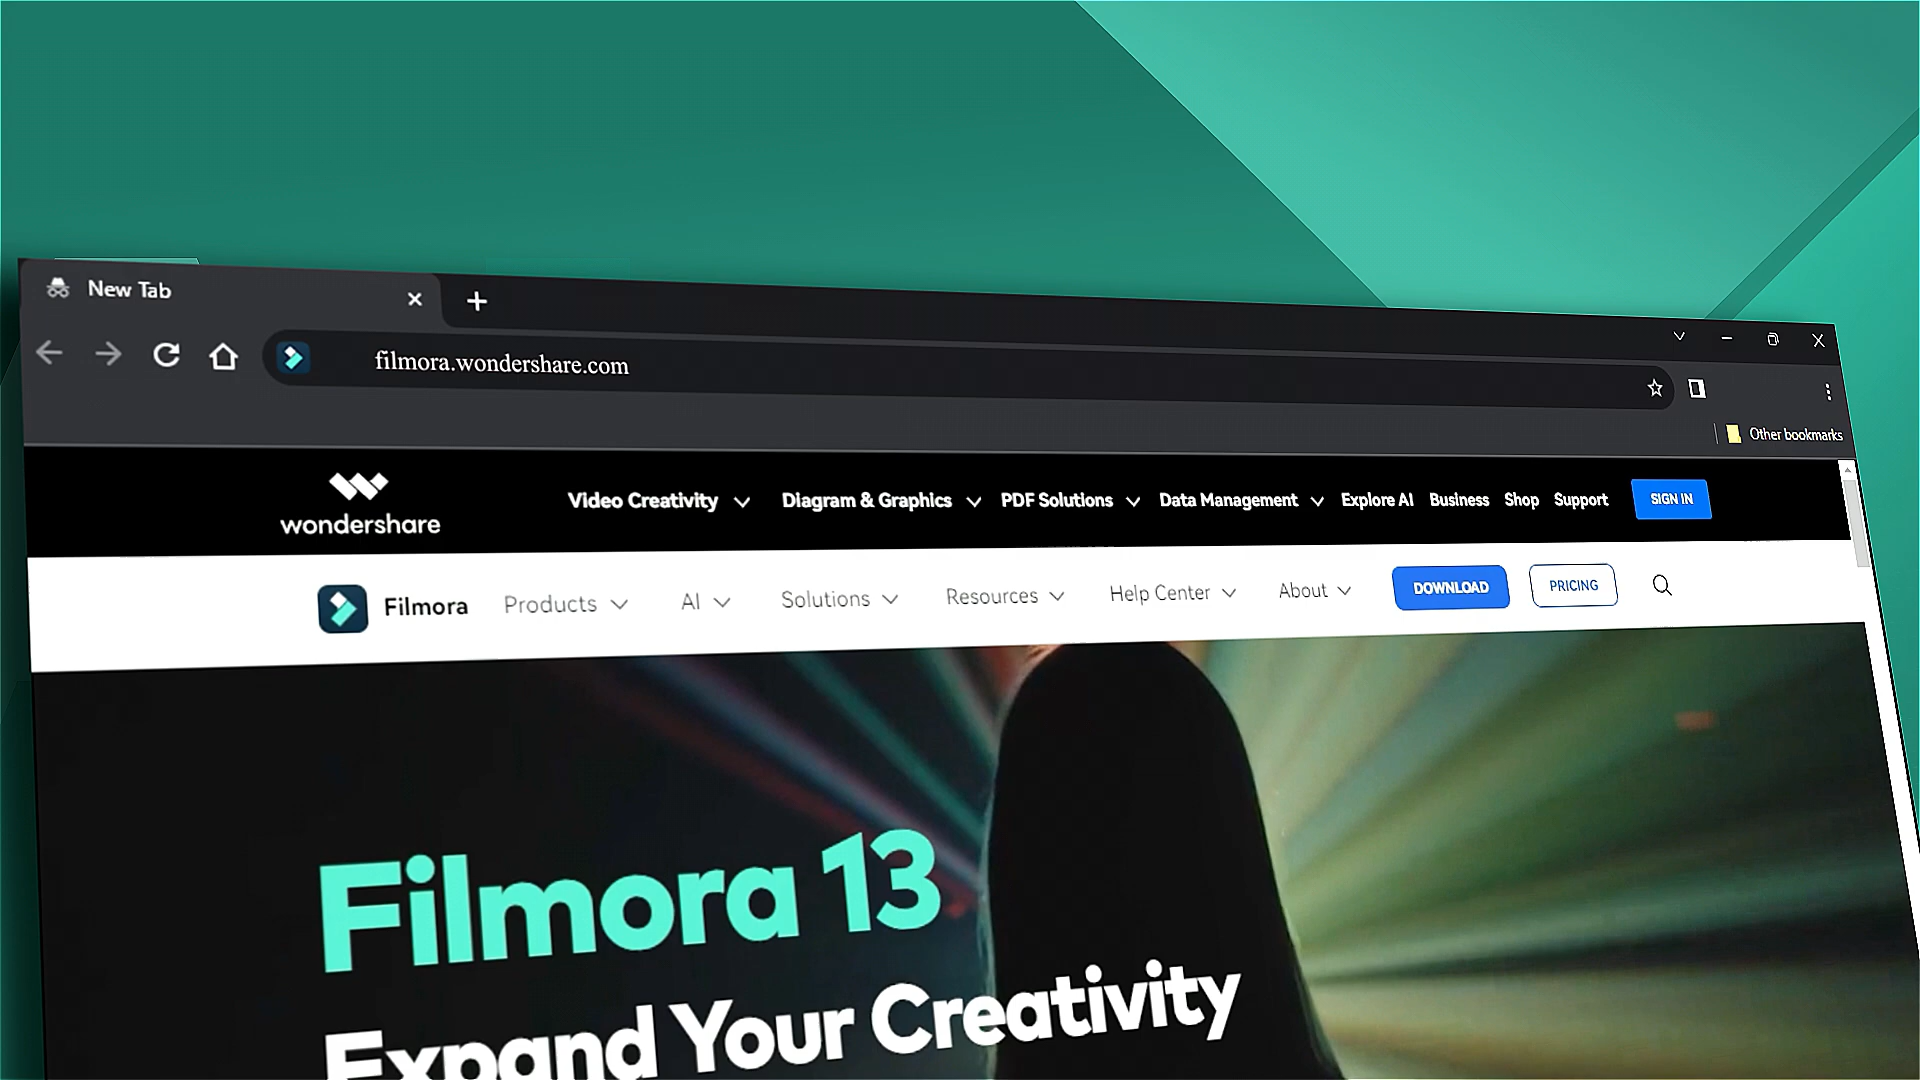 New Tab
filmora.wondershare.com
Other bookmarks
wondershare
Video Creativity Diagram & Graphics PDF Solutions Data Management Explore AI Business Shop Support SIGN IN
Filmora Products AI Solutions Resources Help Center About DOWNLOAD PRICING
Filmora 13
Expand Your Creativity